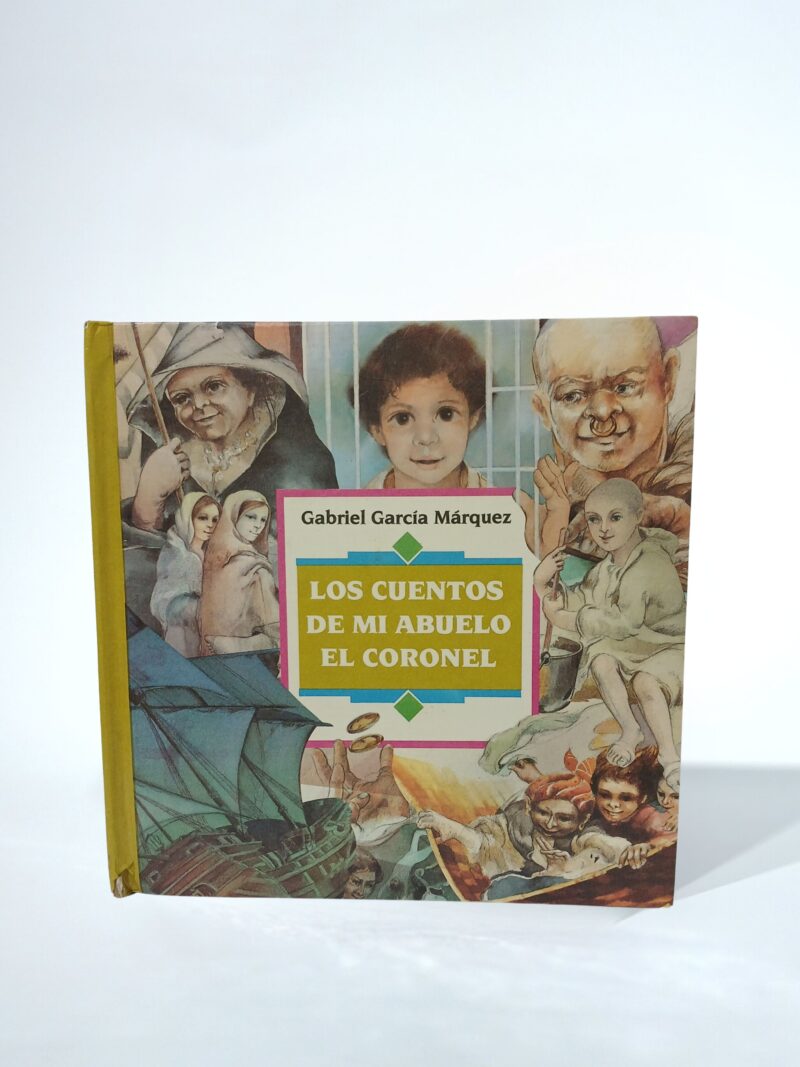 Gabriel García Márquez
LOS CUENTOS
DE MI ABUELO
EL CORONEL